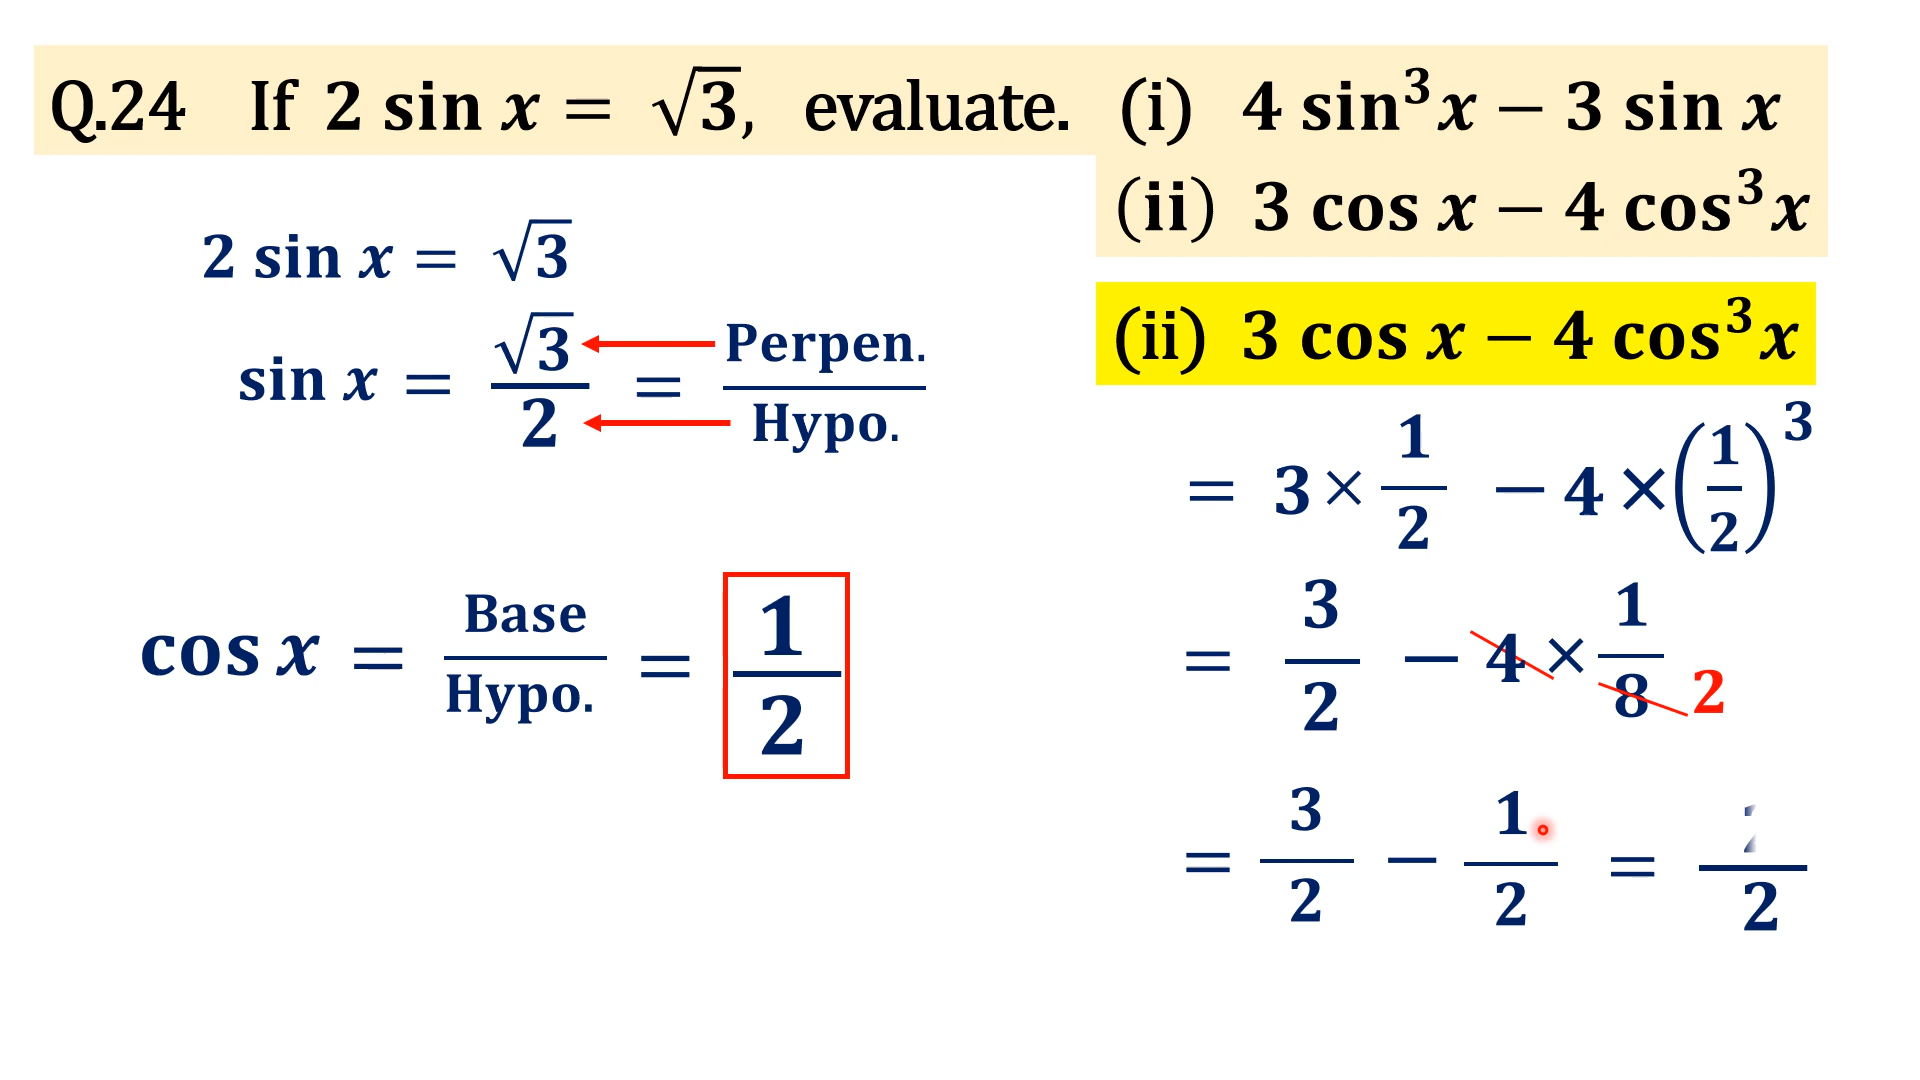 Q.24 If 2 sin x = √3, evaluate. (i) 4 sin³x − 3 sin x
(ii) 3 cos x − 4 cos³x
2 sin x = √3
sin x = √3/2 = Perpen./Hypo.
cos x = Base/Hypo. = 1/2
(ii) 3 cos x − 4 cos³x
= 3 × 1/2 − 4 × (1/2)³
= 3/2 − 4 × 1/8 2
= 3/2 − 1/2 = /2